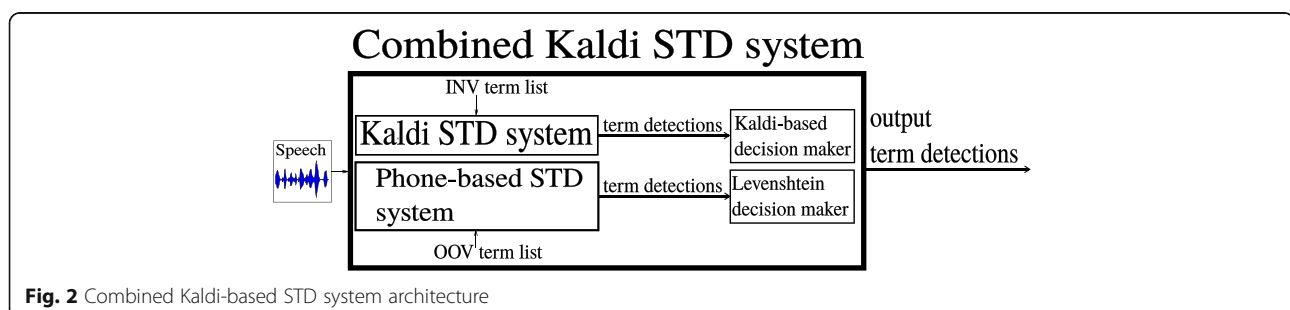 Combined Kaldi STD system
INV term list
Kaldi STD system
term detections
Kaldi-based
decision maker
output
term detections
Speech
Phone-based STD
system
term detections
Levenshtein
decision maker
OOV term list
Fig. 2 Combined Kaldi-based STD system architecture